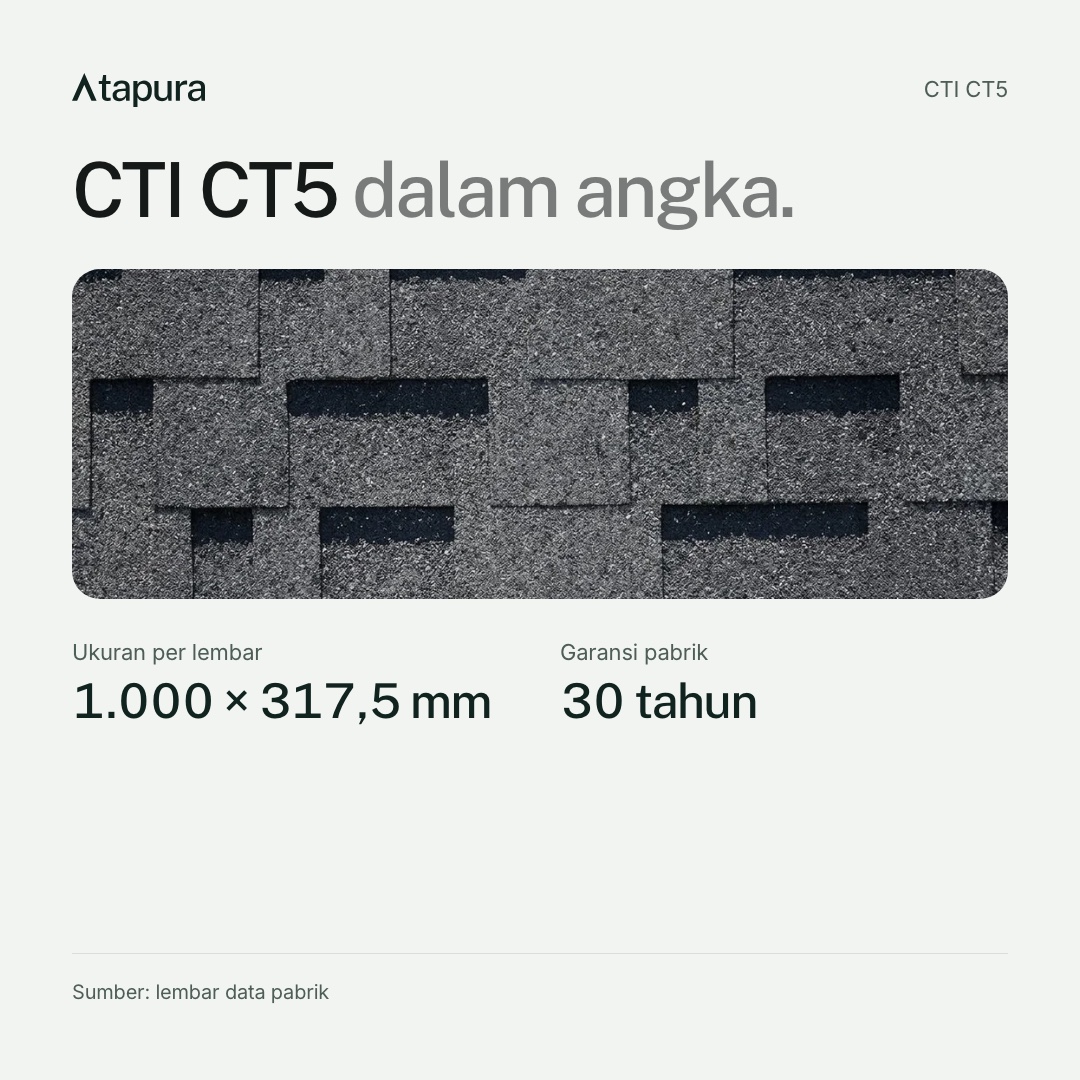 Atapura
CTI CT5
CTI CT5 dalam angka.
Ukuran per lembar
1.000 × 317,5 mm
Garansi pabrik
30 tahun
Sumber: lembar data pabrik